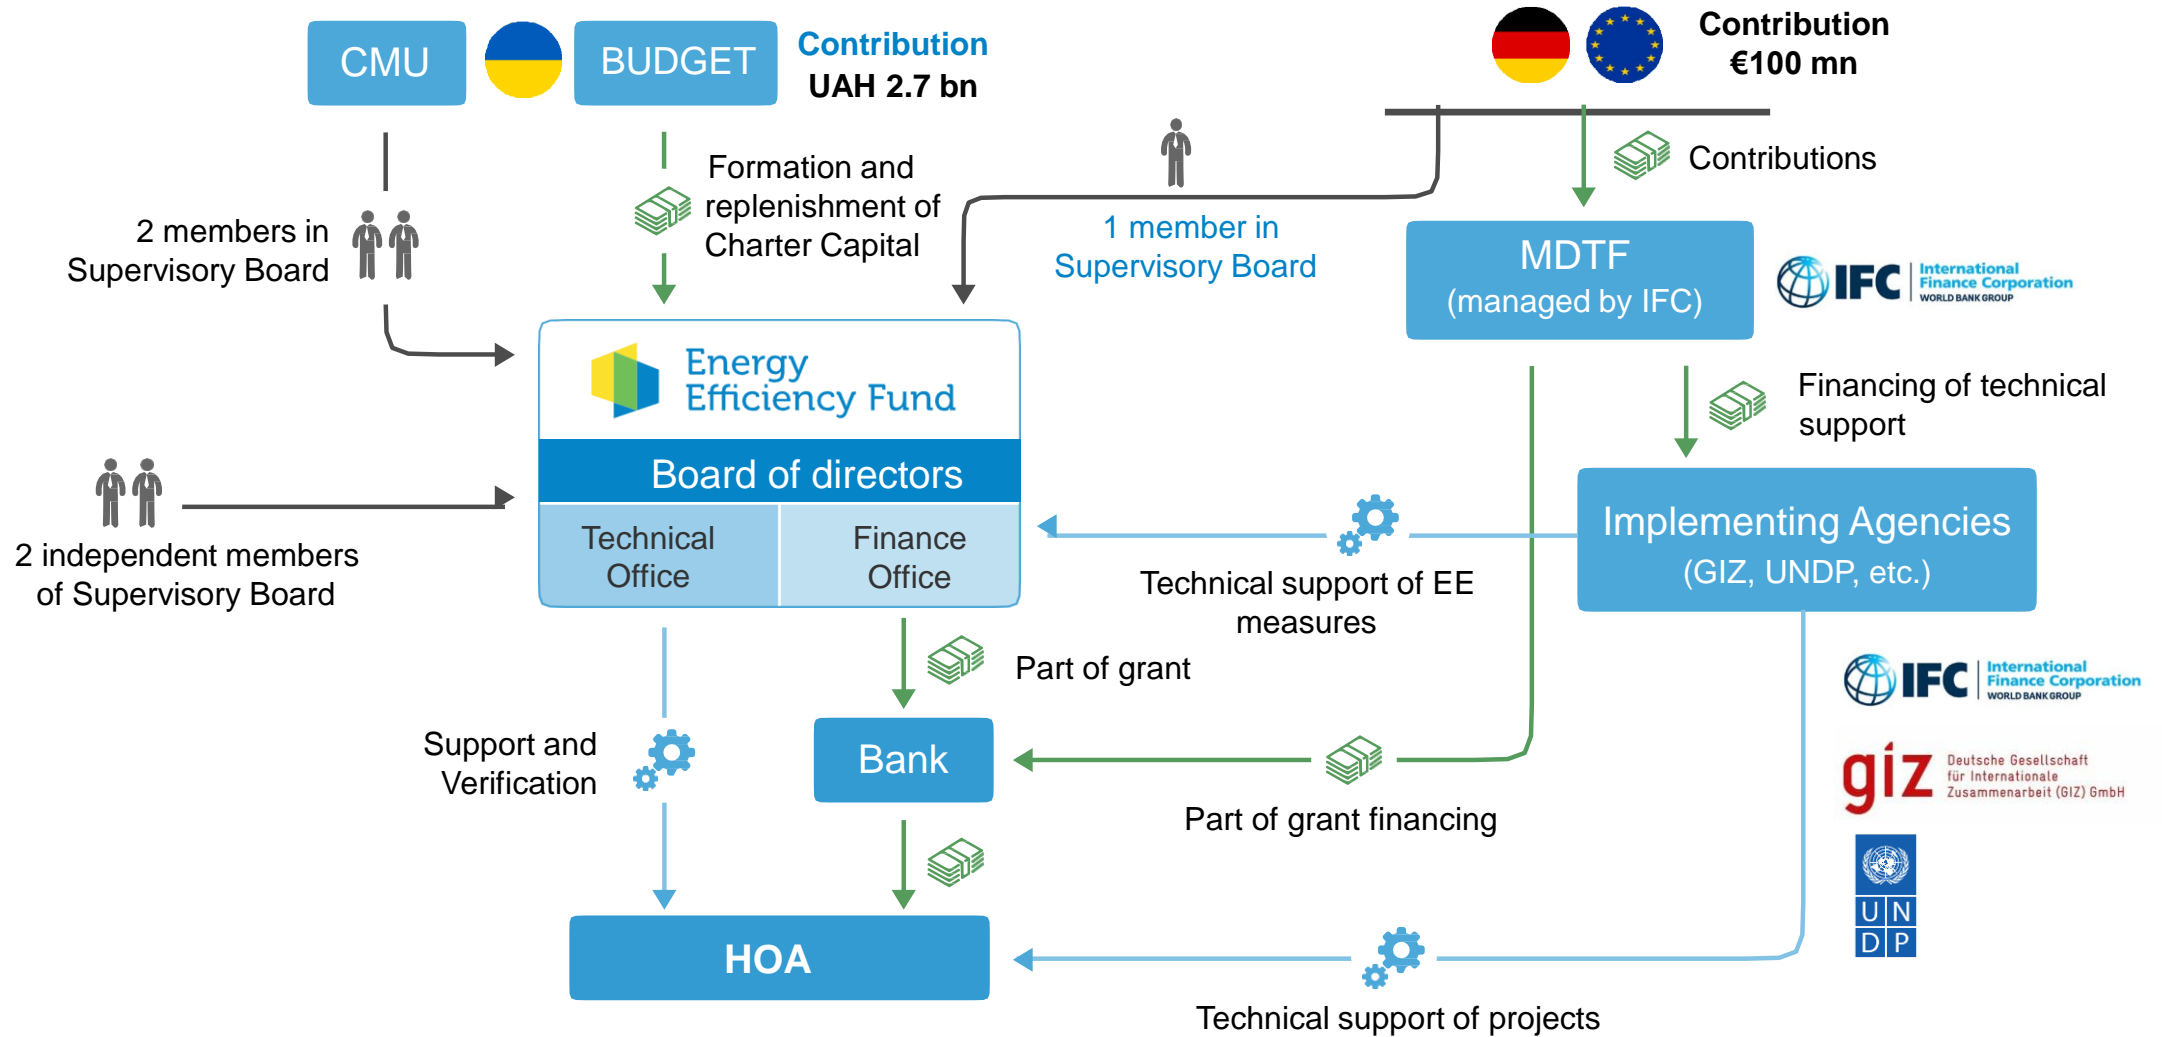 CMU
BUDGET
Contribution
UAH 2.7 bn
Contribution
€100 mn
Formation and
replenishment of
Charter Capital
Contributions
2 members in
Supervisory Board
1 member in
Supervisory Board
MDTF
(managed by IFC)
IFC
International
Finance Corporation
WORLD BANK GROUP
Energy
Efficiency Fund
Financing of technical
support
Board of directors
Technical
Office
Finance
Office
2 independent members
of Supervisory Board
Implementing Agencies
(GIZ, UNDP, etc.)
Technical support of EE
measures
Part of grant
IFC
International
Finance Corporation
WORLD BANK GROUP
Support and
Verification
Bank
giz
Deutsche Gesellschaft
für Internationale
Zusammenarbeit (GIZ) GmbH
Part of grant financing
U N
D P
HOA
Technical support of projects